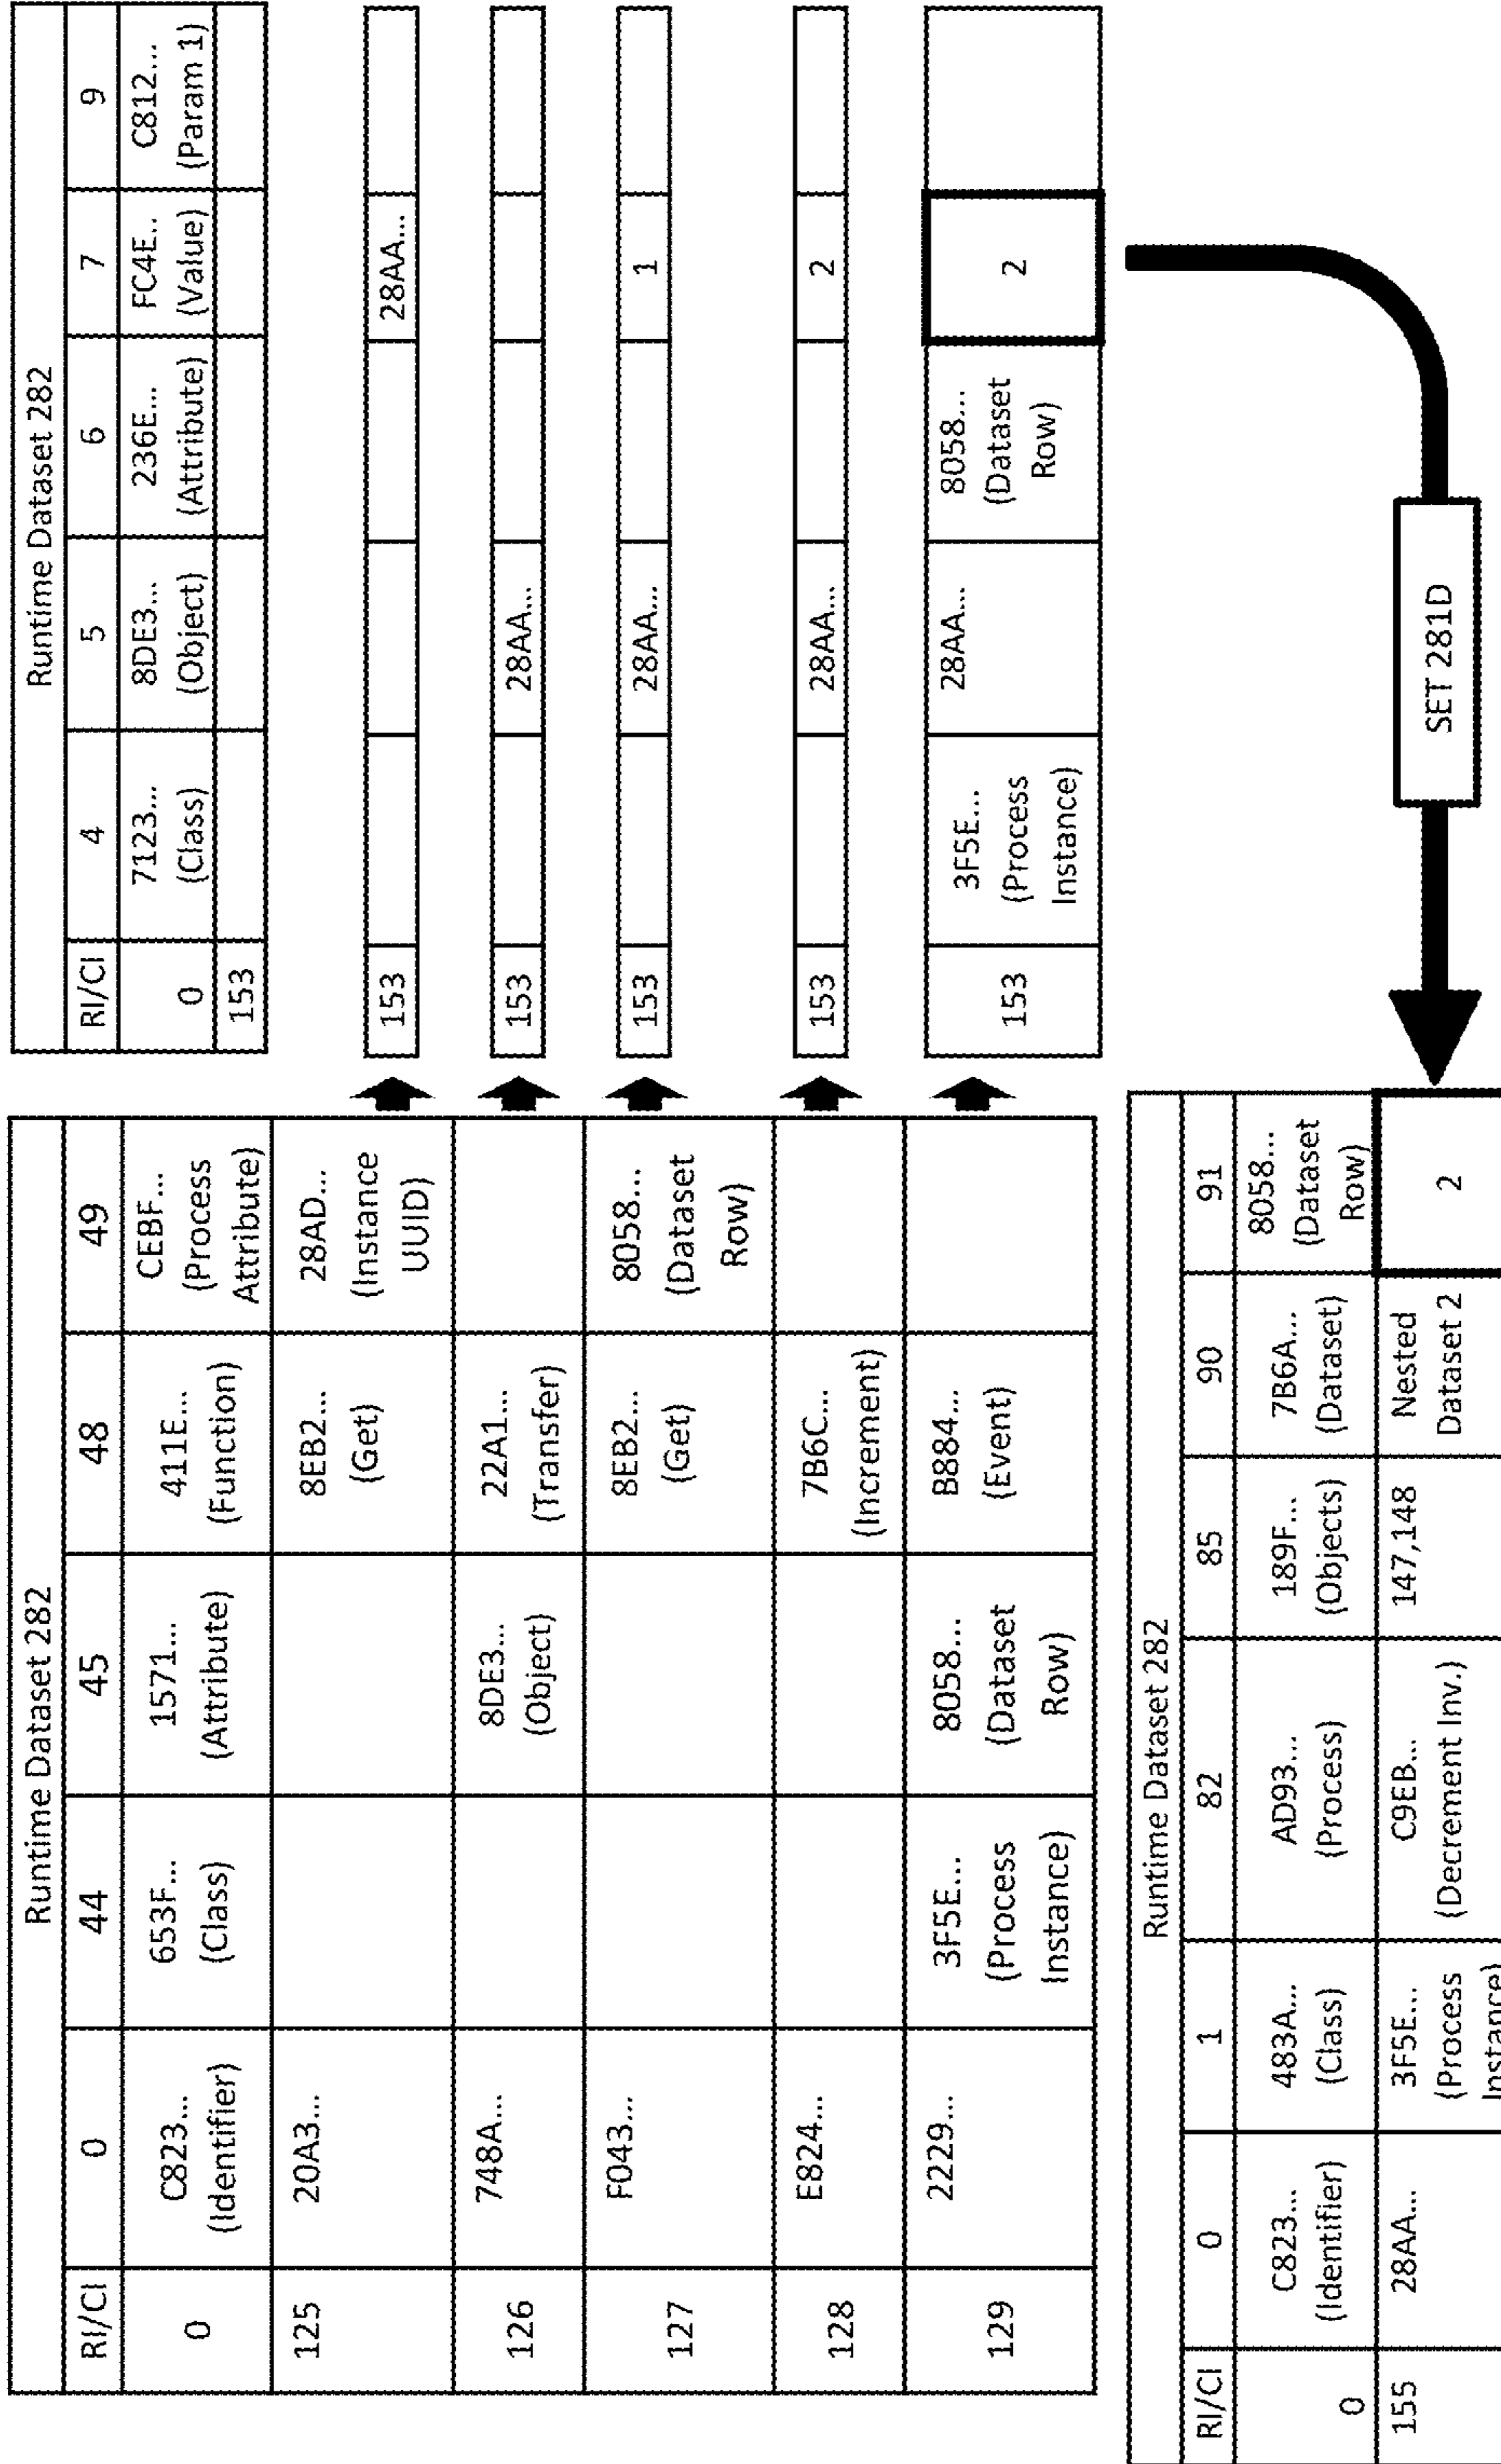 Runtime Dataset 282
RI/CI 0 44 45 48 49
0 C823... 653F... 1571... 411E... CEBF...
(Identifier) (Class) (Attribute) (Function) (Process
Attribute)
125 20A3... 8EB2... 28AD...
(Get) (Instance
UUID)
126 748A... 8DE3... 22A1...
(Object) (Transfer)
127 F043... 8EB2... 8058...
(Get) (Dataset
Row)
128 E824... 7B6C...
(Increment)
129 2229... 3F5E... 8058... B884...
(Process (Dataset (Event)
Instance) Row)
Runtime Dataset 282
RI/CI 4 5 6 7 9
0 7123... 8DE3... 236E... FC4E.. C812...
(Class) (Object) (Attribute) (Value) (Param 1)
153
153 28AA...
153 28AA...
153 28AA... 1
153 28AA... 2
153 3F5E... 28AA... 8058... 2
(Process (Dataset
Instance) Row)
SET 281D
Runtime Dataset 282
RI/CI 0 1 82 85 90 91
0 C823... 483A... AD93... 189F... 7B6A... 8058...
(Identifier) (Class) (Process) (Objects) (Dataset) (Dataset
Row)
155 28AA... 3F5E... C9EB... 147,148 Nested 2
(Process (Decrement Inv.) Dataset 2
Instance)